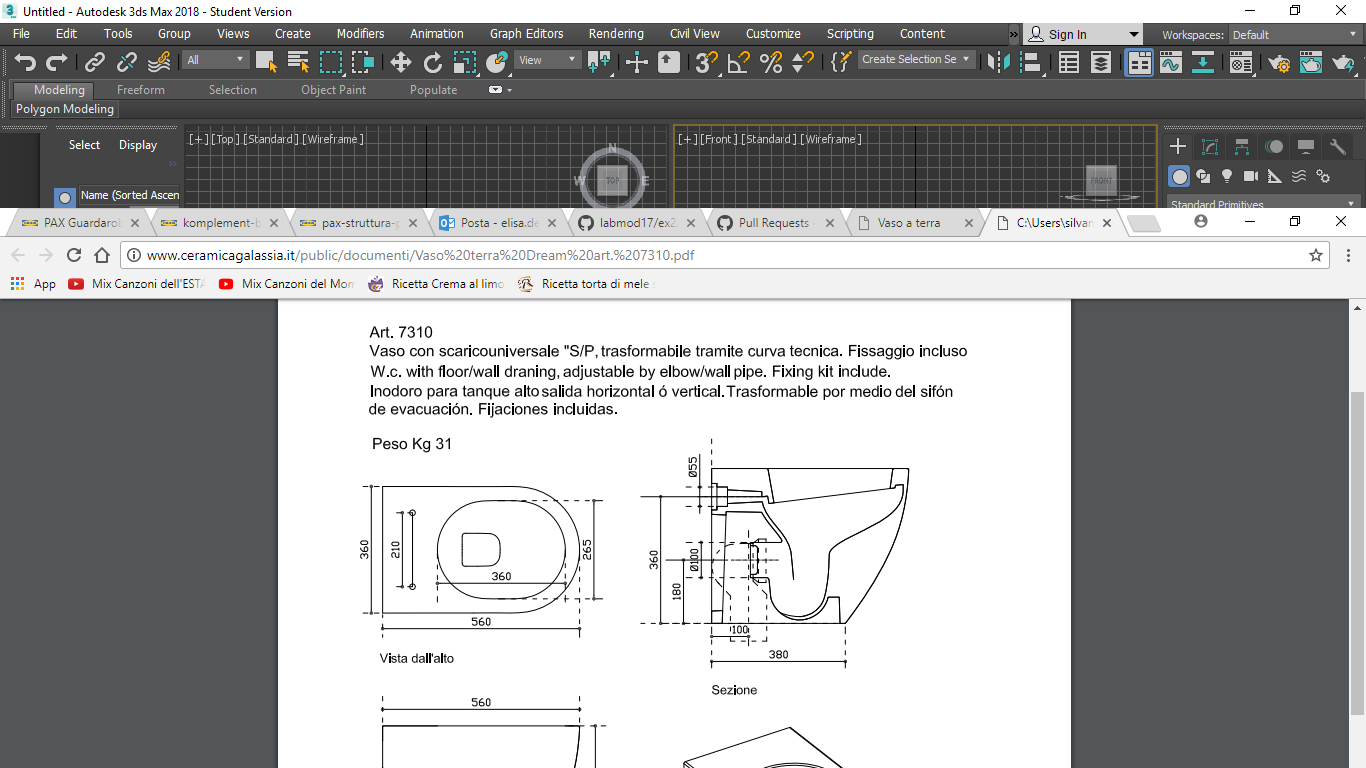 Untitled - Autodesk 3ds Max 2018 - Student Version
File Edit Tools Group Views Create Modifiers Animation Graph Editors Rendering Civil View Customize Scripting Content » Sign In Workspaces: Default
All View Create Selection Se
Modeling Freeform Selection Object Paint Populate
Polygon Modeling
Select Display
[+] [Top] [Standard] [Wireframe]
N
W TOP E
[+] [Front] [Standard] [Wireframe]
FRONT
Name (Sorted Ascen
Standard Primitives
PAX Guardarob komplement-b pax-struttura-p Posta - elisa.de labmod17/ex2 Pull Requests Vaso a terra C:\Users\silvan
www.ceramicagalassia.it/public/documenti/Vaso%20terra%20Dream%20art.%207310.pdf
App Mix Canzoni dell'ESTA Mix Canzoni del Mon Ricetta Crema al limo Ricetta torta di mele
Art. 7310
Vaso con scaricouniversale "S/P, trasformabile tramite curva tecnica. Fissaggio incluso
W.c. with floor/wall draning, adjustable by elbow/wall pipe. Fixing kit include.
Inodoro para tanque alto salida horizontal ó vertical. Trasformable por medio del sifón
de evacuación. Fijaciones incluidas.
Peso Kg 31
360
210
360
265
560
Vista dall'alto
Ø55
360
Ø100
180
100
380
Sezione
560